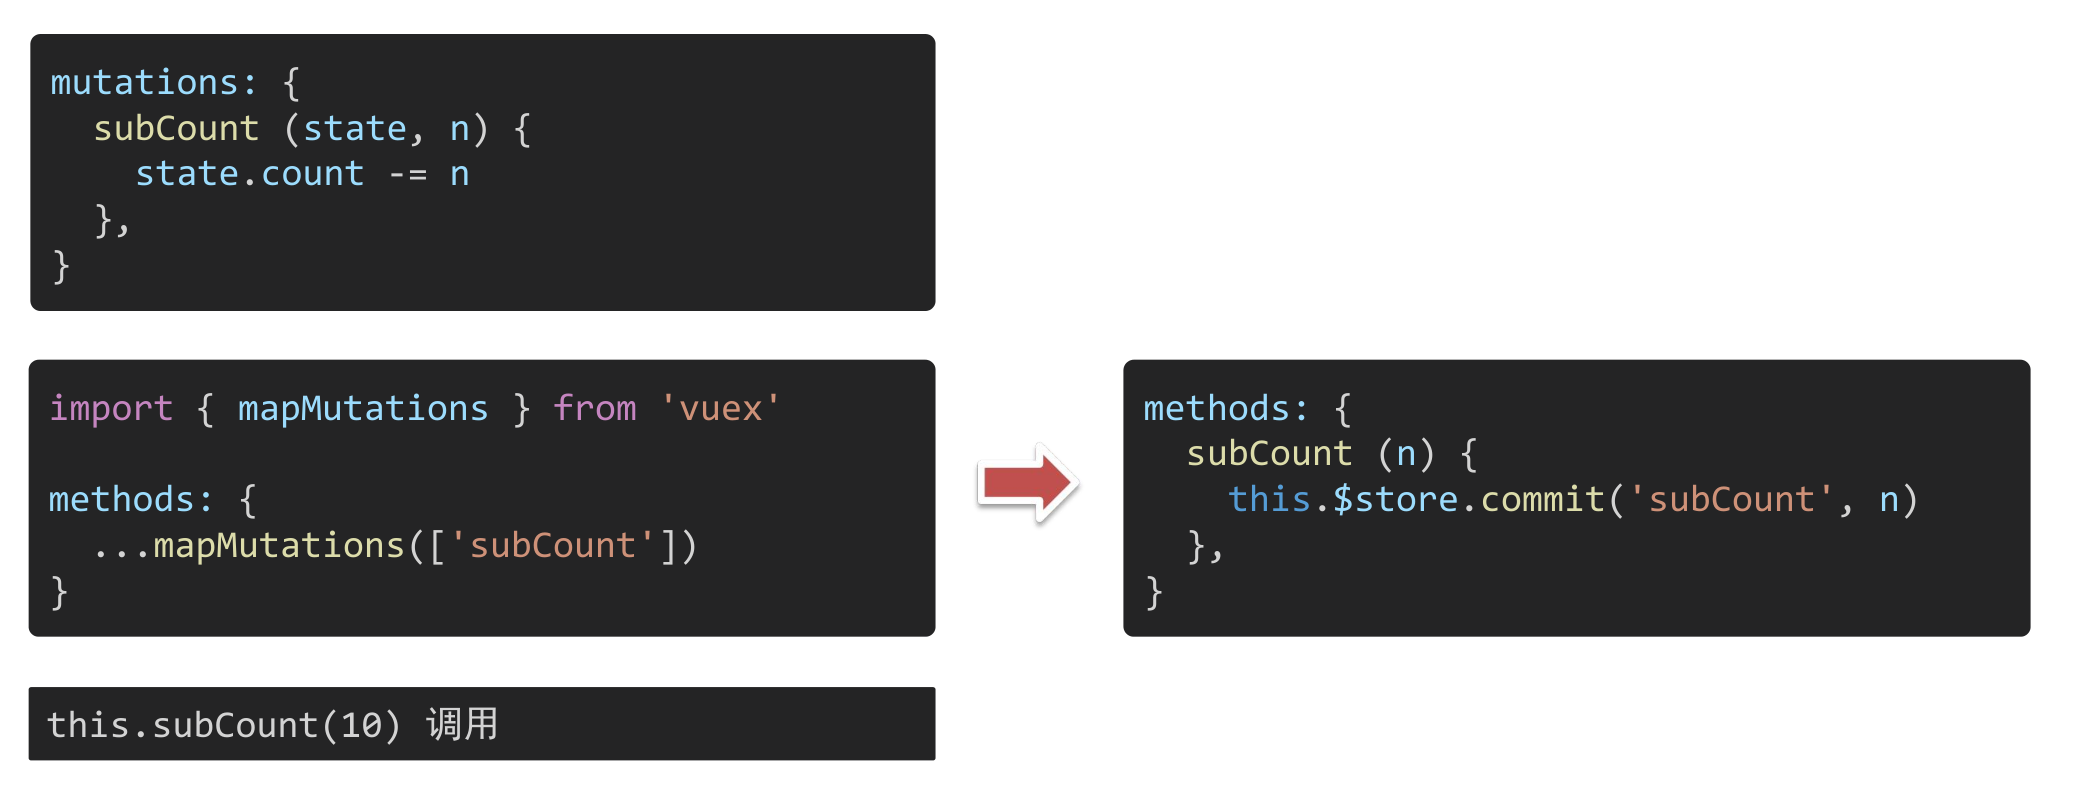 mutations: {
  subCount (state, n) {
    state.count -= n
  },
}
import { mapMutations } from 'vuex'
methods: {
  ...mapMutations(['subCount'])
}
methods: {
  subCount (n) {
    this.$store.commit('subCount', n)
  },
}
this.subCount(10) 调用